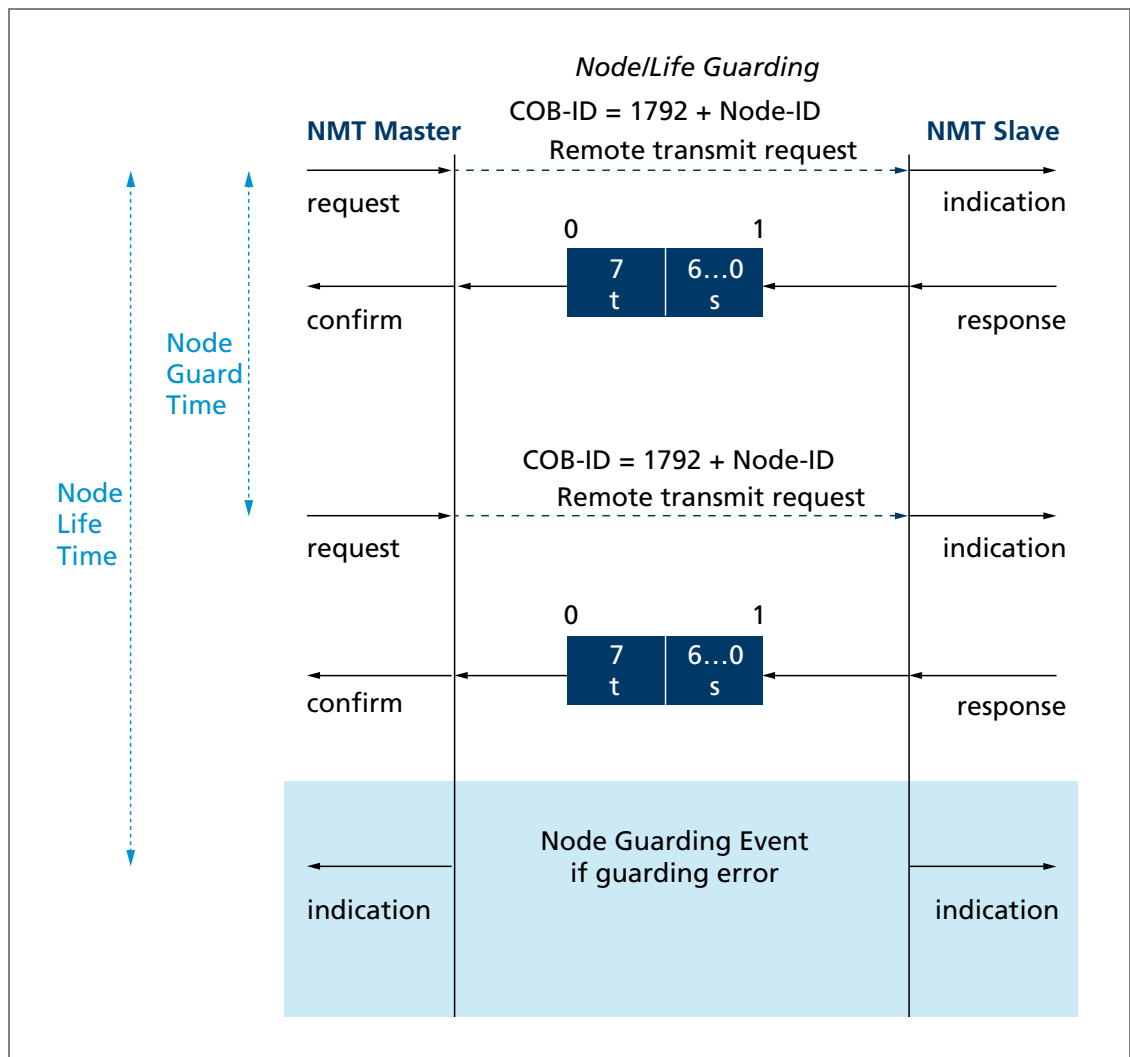 Node/Life Guarding
COB-ID = 1792 + Node-ID
NMT Master
NMT Slave
Remote transmit request
request
indication
0 1
7 6...0
t s
confirm
response
Node
Guard
Time
COB-ID = 1792 + Node-ID
Remote transmit request
Node
Life
Time
request
indication
0 1
7 6...0
t s
confirm
response
Node Guarding Event
if guarding error
indication
indication